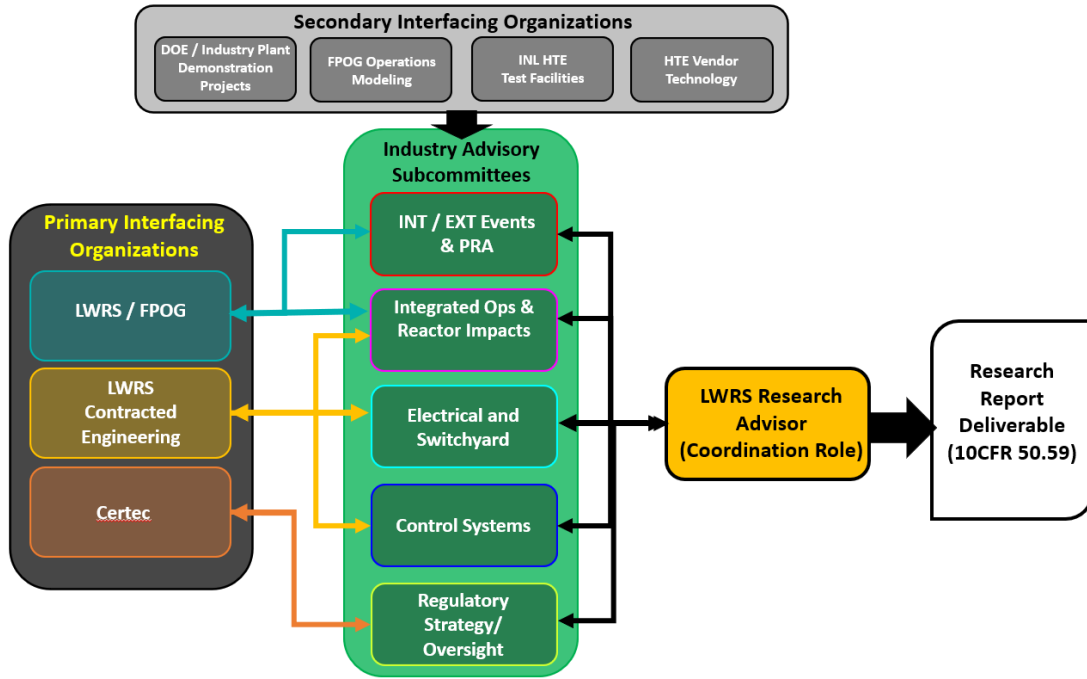 Secondary Interfacing Organizations
DOE / Industry Plant
Demonstration
Projects
FPOG Operations
Modeling
INL HTE
Test Facilities
HTE Vendor
Technology
Industry Advisory
Subcommittees
INT / EXT Events
& PRA
Integrated Ops &
Reactor Impacts
Electrical and
Switchyard
Control Systems
Regulatory
Strategy/
Oversight
Primary Interfacing
Organizations
LWRS / FPOG
LWRS
Contracted
Engineering
Certec
LWRS Research
Advisor
(Coordination Role)
Research
Report
Deliverable
(10CFR 50.59)